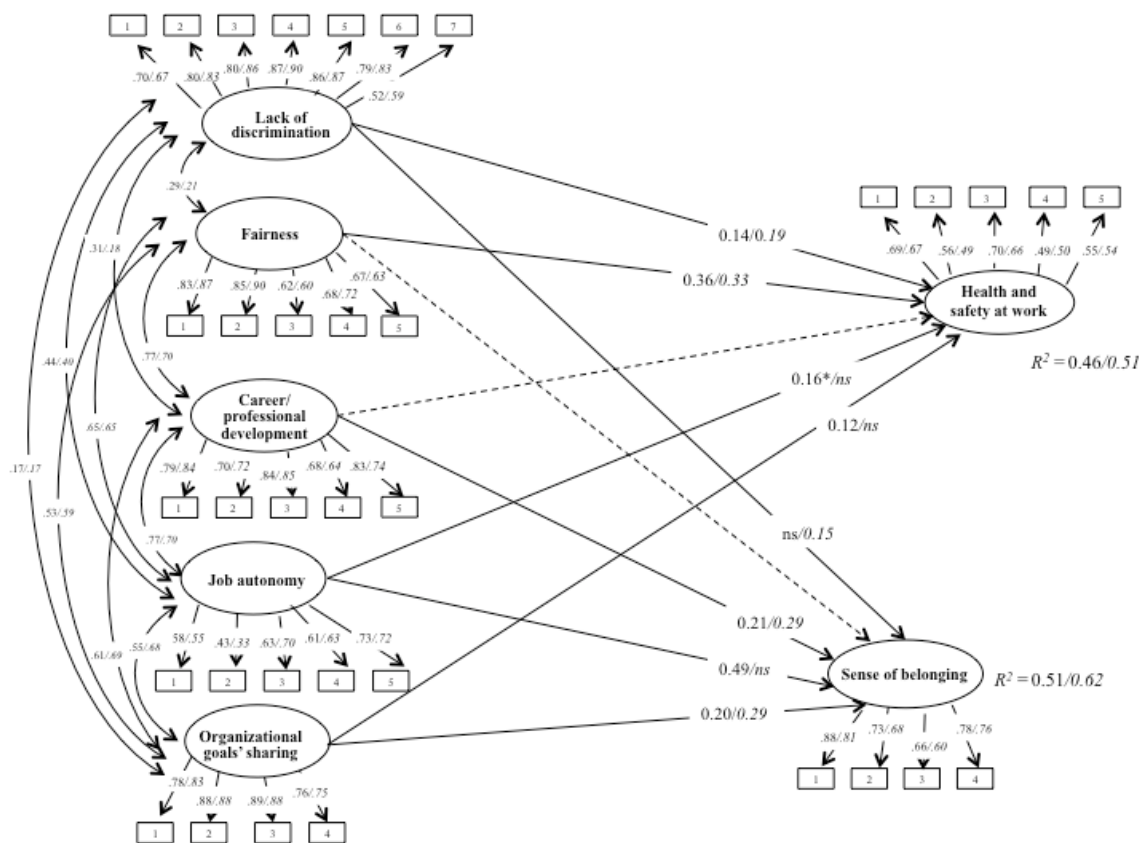 1 2 3 4 5 6 7
.70/.67 .80/.83 .80/.86 .87/.90 .86/.87 .79/.83
.52/.59
Lack of
discrimination
.29/.21
1 2 3 4 5
.69/.67 .56/.49 .70/.66 .49/.50 .55/.54
Fairness
0.14/0.19
.31/.18
.83/.87 .85/.90 .62/.60 .68/.72 .67/.63
0.36/0.33
Health and
safety at work
1 2 3 4 5
.77/.70
R² = 0.46/0.51
.44/.40
0.16*/ns
Career/
professional
development
0.12/ns
.65/.65
.17/.17
.79/.84 .70/.72 .84/.85 .68/.64 .83/.74
1 2 3 4 5
.53/.59
.77/.70
ns/0.15
Job autonomy
0.21/0.29
.61/.69
.55/.68
.58/.55 .43/.33 .63/.70 .61/.63 .73/.72
0.49/ns
Sense of belonging
R² = 0.51/0.62
1 2 3 4 5
0.20/0.29
Organizational
goals' sharing
.88/.81 .73/.68 .66/.60 .78/.76
1 2 3 4
.78/.83 .88/.88 .89/.88 .76/.75
1 2 3 4